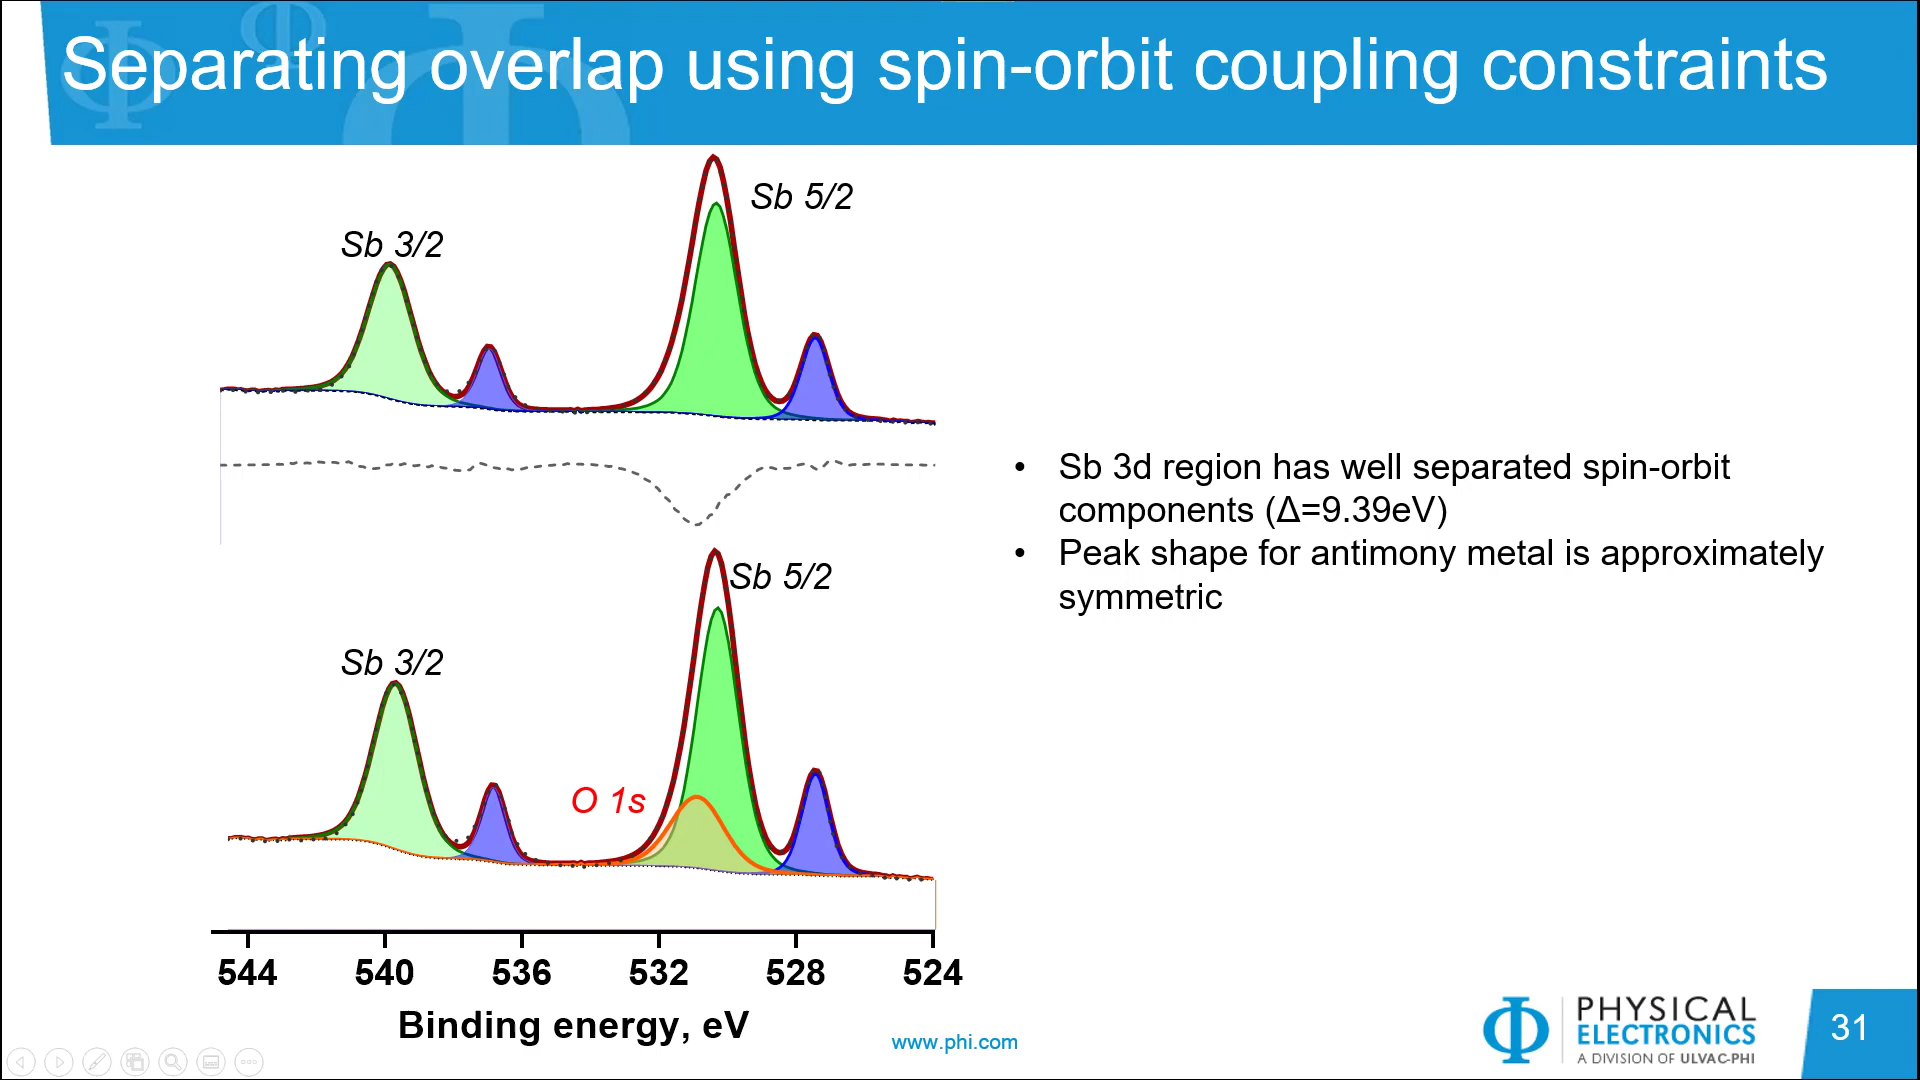 Separating overlap using spin-orbit coupling constraints
Sb 5/2
Sb 3/2
• Sb 3d region has well separated spin-orbit
components (Δ=9.39eV)
• Peak shape for antimony metal is approximately
symmetric
Sb 5/2
Sb 3/2
O 1s
544 540 536 532 528 524
Binding energy, eV
www.phi.com
PHYSICAL
ELECTRONICS
A DIVISION OF ULVAC-PHI
31